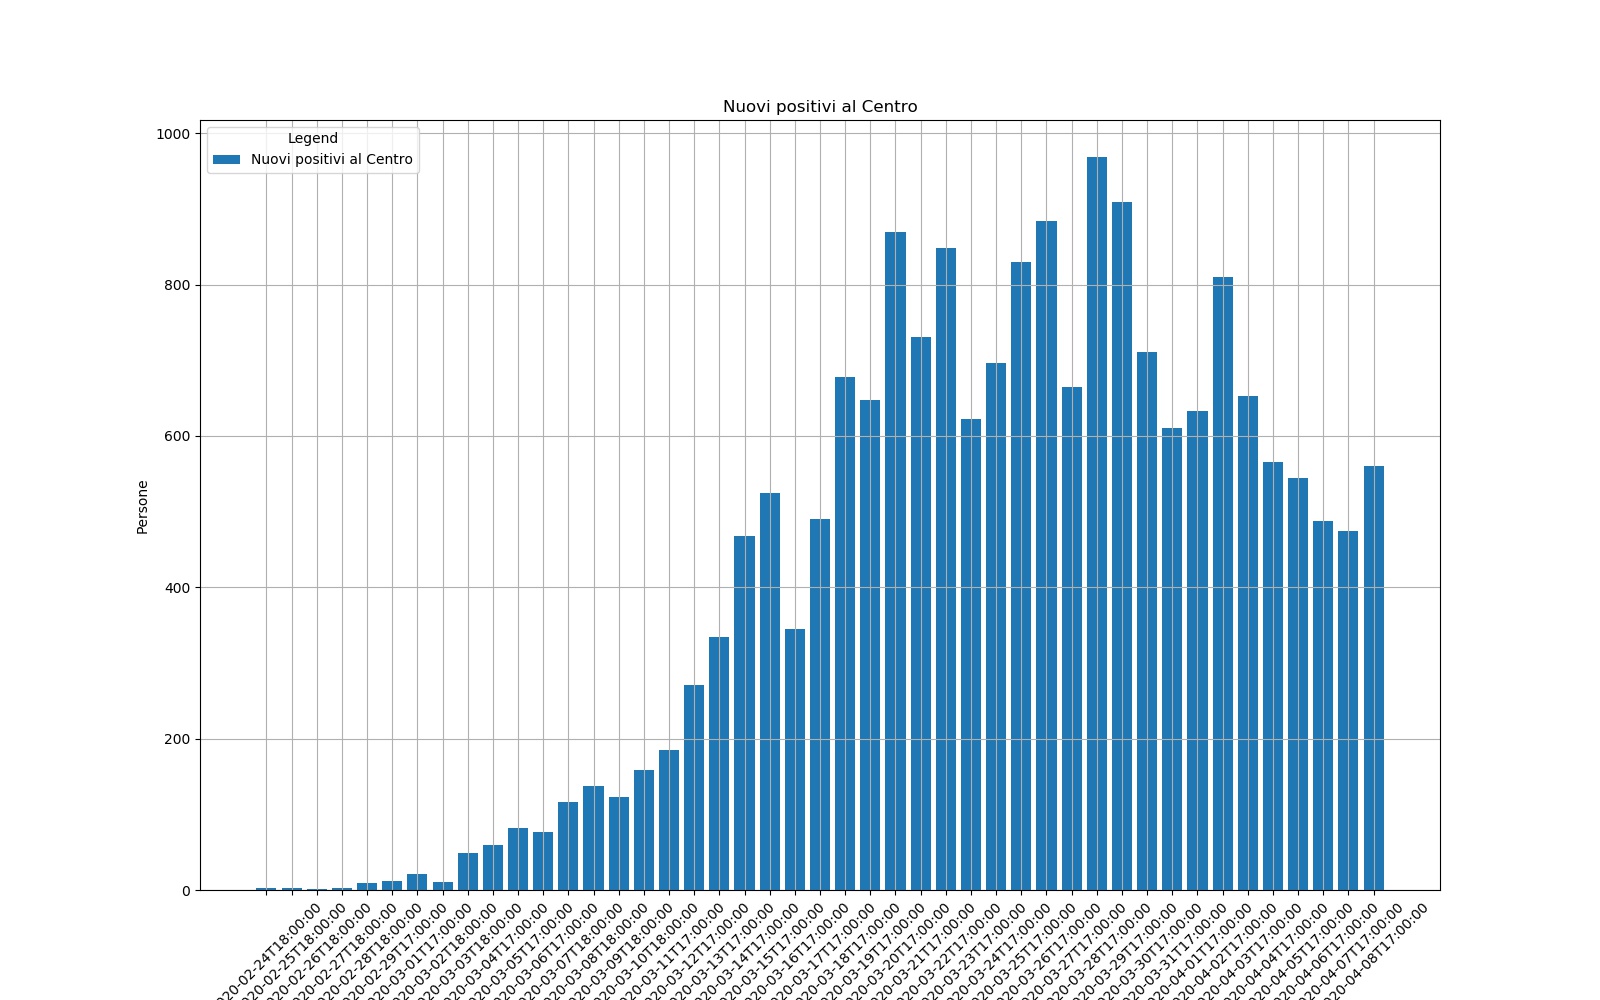 Nuovi positivi al Centro
Legend
Nuovi positivi al Centro
Persone
1000
800
600
400
200
0
020-02-24T18:00:00
020-02-25T18:00:00
020-02-26T18:00:00
020-02-27T18:00:00
020-02-28T18:00:00
020-02-29T17:00:00
020-03-01T17:00:00
020-03-02T18:00:00
020-03-03T18:00:00
020-03-04T17:00:00
020-03-05T17:00:00
020-03-06T17:00:00
020-03-07T18:00:00
020-03-08T18:00:00
020-03-09T18:00:00
020-03-10T18:00:00
020-03-11T17:00:00
020-03-12T17:00:00
020-03-13T17:00:00
020-03-14T17:00:00
020-03-15T17:00:00
020-03-16T17:00:00
020-03-17T17:00:00
020-03-18T17:00:00
020-03-19T17:00:00
020-03-20T17:00:00
020-03-21T17:00:00
020-03-22T17:00:00
020-03-23T17:00:00
020-03-24T17:00:00
020-03-25T17:00:00
020-03-26T17:00:00
020-03-27T17:00:00
020-03-28T17:00:00
020-03-29T17:00:00
020-03-30T17:00:00
020-03-31T17:00:00
020-04-01T17:00:00
020-04-02T17:00:00
020-04-03T17:00:00
020-04-04T17:00:00
020-04-05T17:00:00
020-04-06T17:00:00
020-04-07T17:00:00
020-04-08T17:00:00